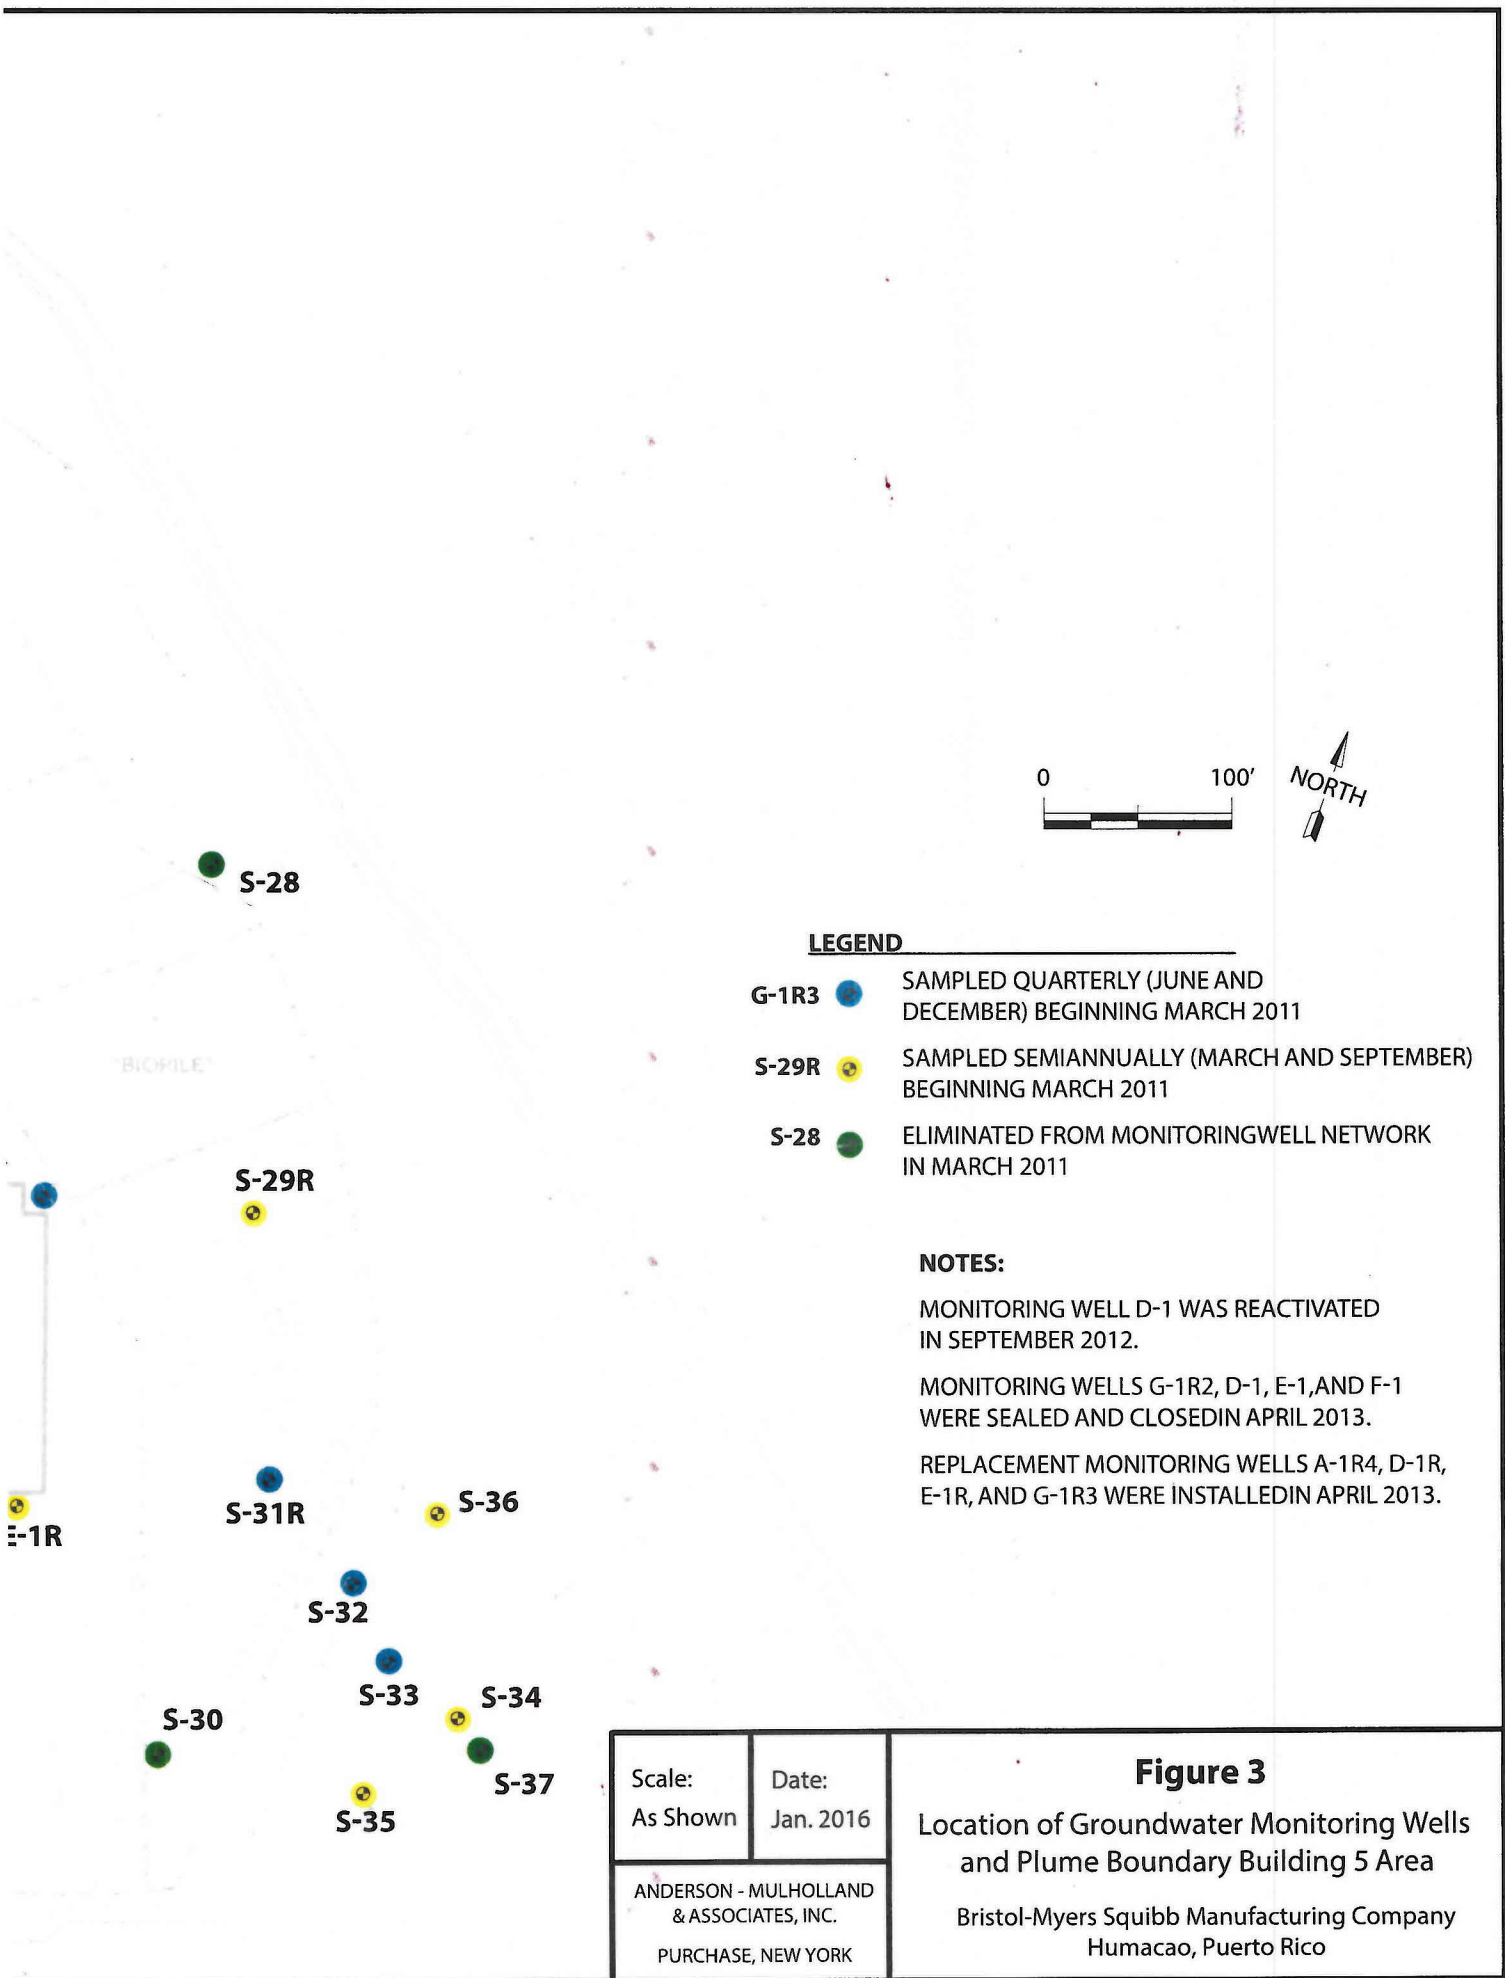 0 100'
NORTH
S-28
LEGEND
G-1R3 SAMPLED QUARTERLY (JUNE AND
DECEMBER) BEGINNING MARCH 2011
S-29R SAMPLED SEMIANNUALLY (MARCH AND SEPTEMBER)
BEGINNING MARCH 2011
S-28 ELIMINATED FROM MONITORINGWELL NETWORK
IN MARCH 2011
"BIOPILE"
S-29R
NOTES:
MONITORING WELL D-1 WAS REACTIVATED
IN SEPTEMBER 2012.
MONITORING WELLS G-1R2, D-1, E-1,AND F-1
WERE SEALED AND CLOSEDIN APRIL 2013.
REPLACEMENT MONITORING WELLS A-1R4, D-1R,
E-1R, AND G-1R3 WERE INSTALLEDIN APRIL 2013.
S-31R
S-36
E-1R
S-32
S-33
S-34
S-30
S-37
S-35
Scale:
As Shown
Date:
Jan. 2016
ANDERSON - MULHOLLAND
& ASSOCIATES, INC.
PURCHASE, NEW YORK
Figure 3
Location of Groundwater Monitoring Wells
and Plume Boundary Building 5 Area
Bristol-Myers Squibb Manufacturing Company
Humacao, Puerto Rico